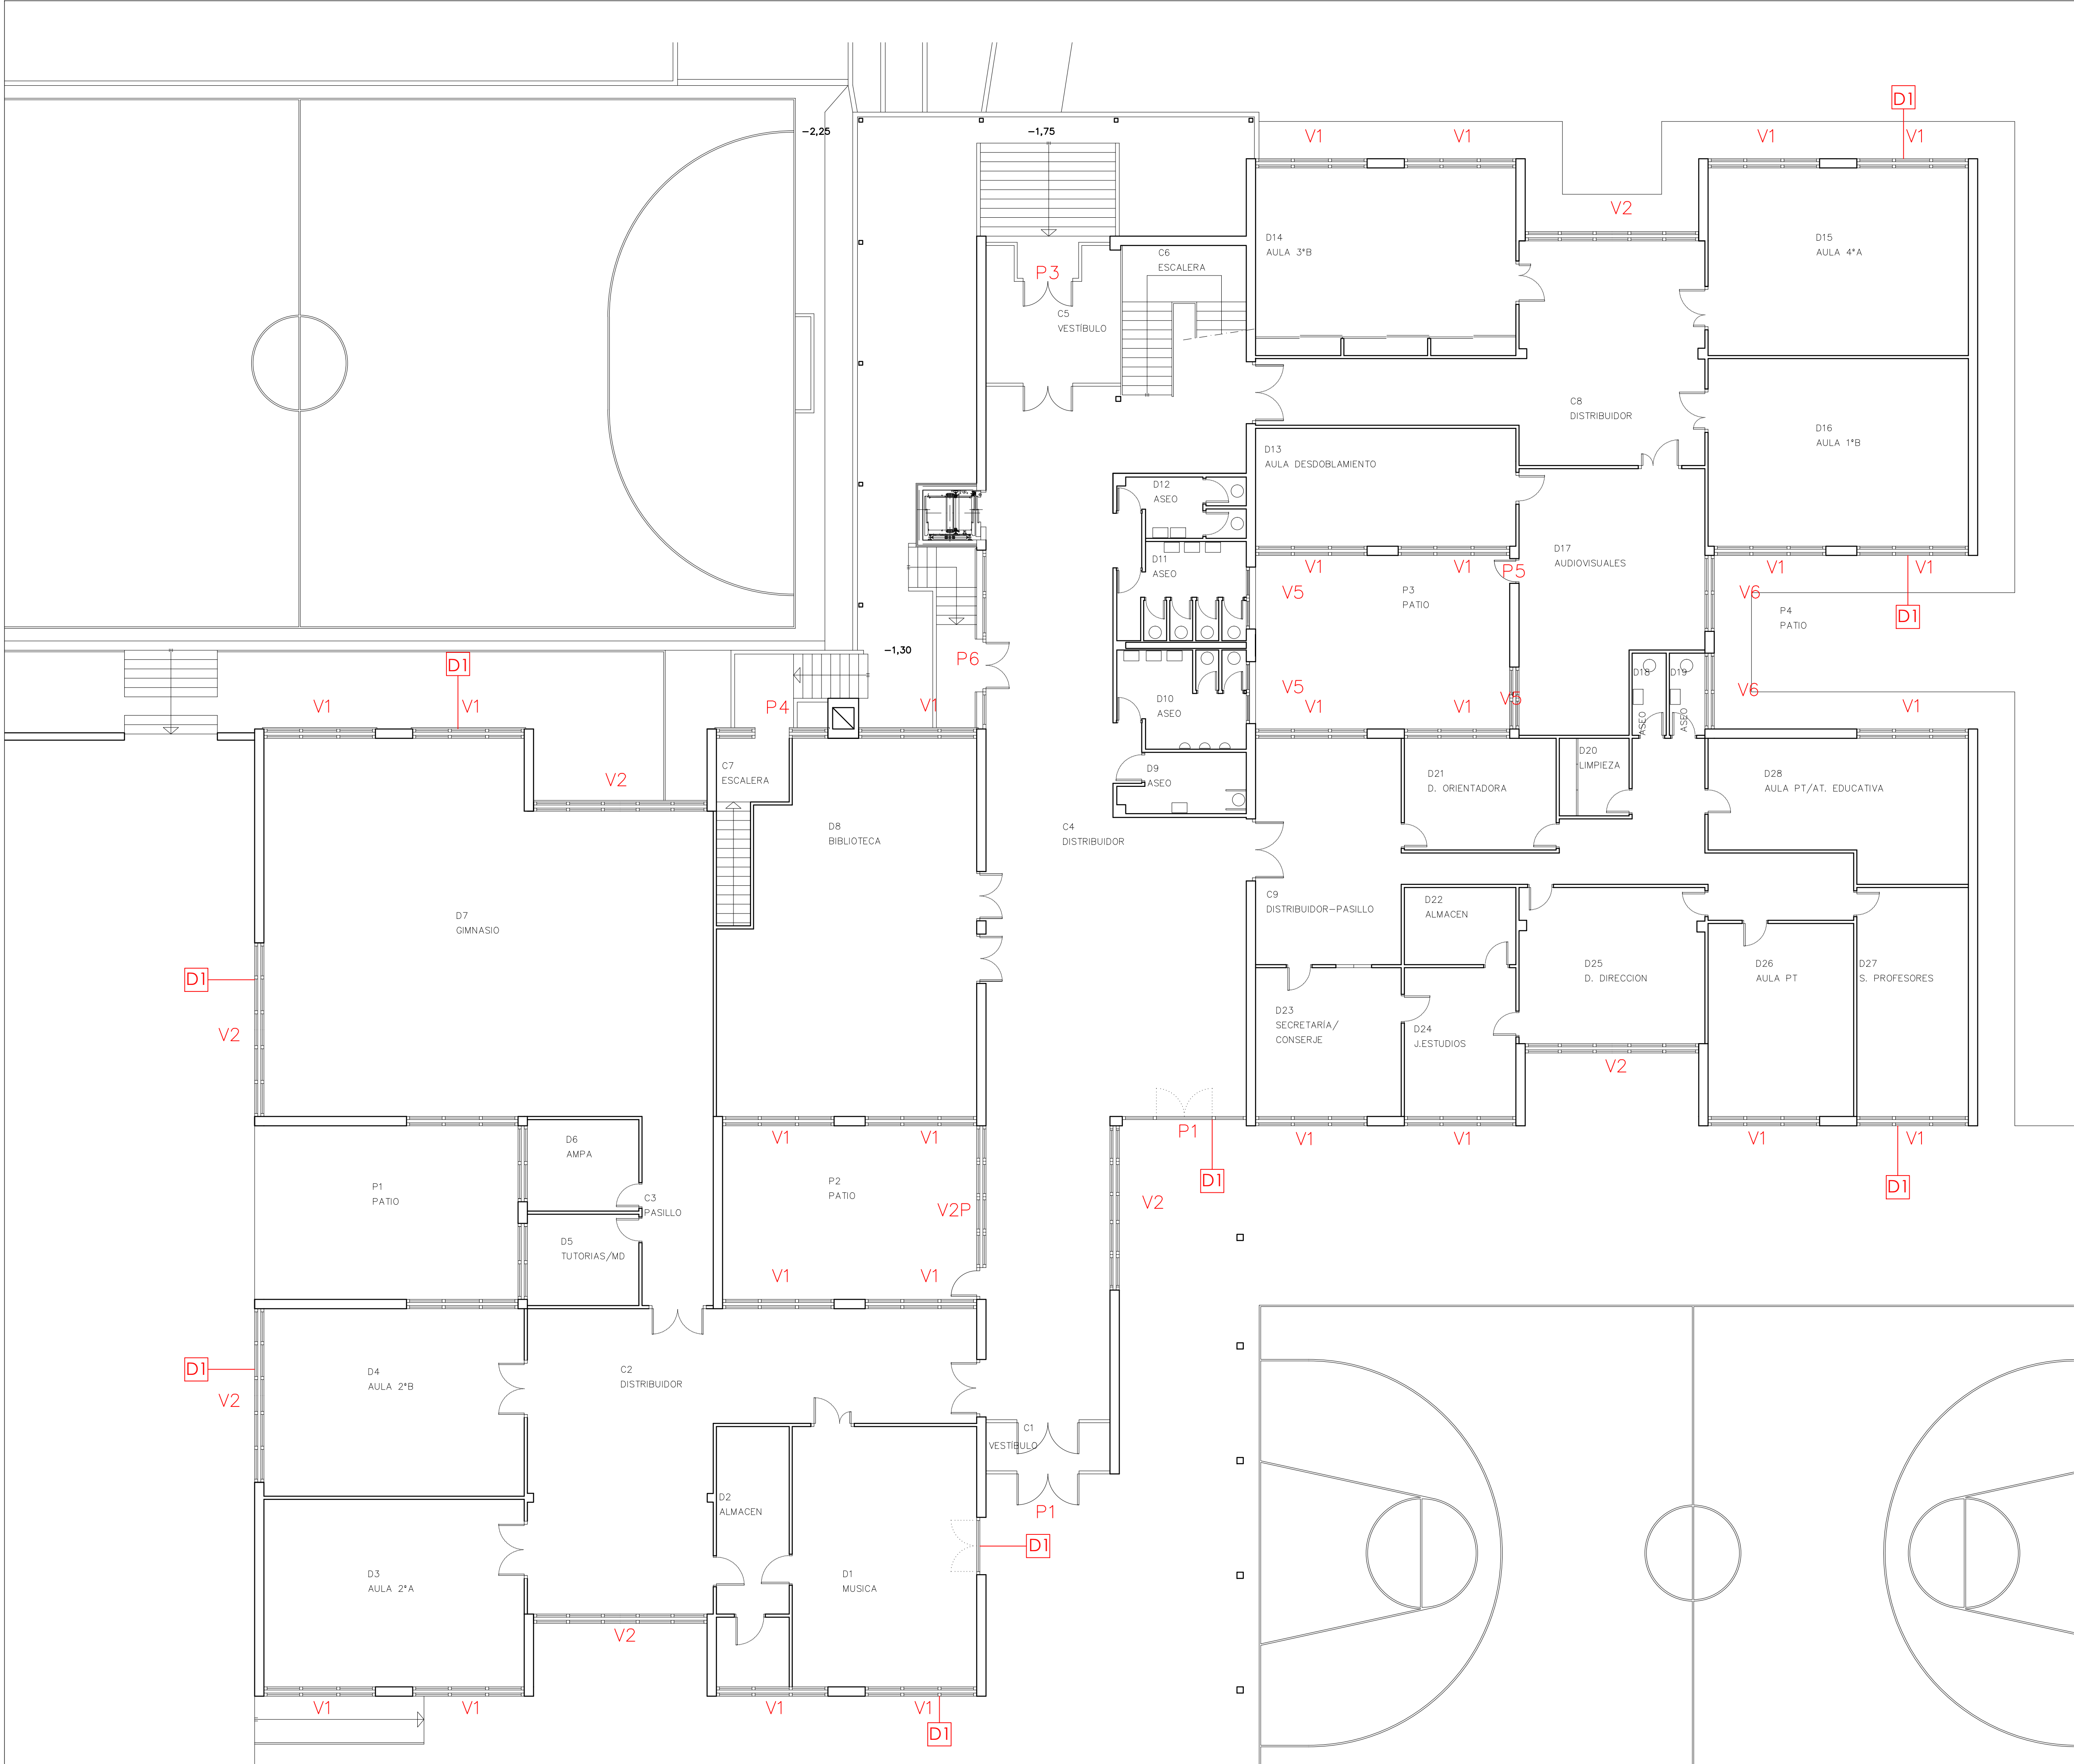 D1
-2,25
-1,75
V1
V1
V1
V1
V2
D14
AULA 3ºB
D15
AULA 4ºA
C6
ESCALERA
P3
C5
VESTÍBULO
C8
DISTRIBUIDOR
D16
AULA 1ºB
D13
AULA DESDOBLAMIENTO
D12
ASEO
D17
AUDIOVISUALES
D11
ASEO
V1
V1
P5
V1
V1
V5
P3
PATIO
V6
P4
PATIO
D1
-1,30
P6
D1
D18
ASEO
D19
ASEO
V5
V5
V6
D10
ASEO
V1
V1
P4
V1
V1
V1
V1
C7
ESCALERA
V2
D9
ASEO
D20
LIMPIEZA
D21
D. ORIENTADORA
D28
AULA PT/AT. EDUCATIVA
D8
BIBLIOTECA
C4
DISTRIBUIDOR
D7
GIMNASIO
C9
DISTRIBUIDOR-PASILLO
D22
ALMACEN
D1
D25
D. DIRECCION
D26
AULA PT
D27
S. PROFESORES
V2
D23
SECRETARÍA/
CONSERJE
D24
J.ESTUDIOS
V2
V1
V1
P1
V1
V1
V1
V1
D6
AMPA
D1
D1
P1
PATIO
P2
PATIO
C3
PASILLO
V2P
V2
D5
TUTORIAS/MD
V1
V1
D1
D4
AULA 2ºB
C2
DISTRIBUIDOR
V2
C1
VESTÍBULO
D2
ALMACEN
P1
D1
D3
AULA 2ºA
D1
MUSICA
V2
V1
V1
V1
V1
D1